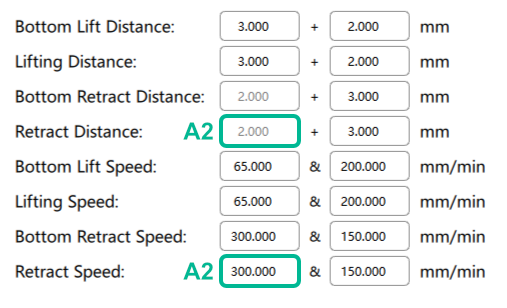 Bottom Lift Distance: 3.000 + 2.000 mm
Lifting Distance: 3.000 + 2.000 mm
Bottom Retract Distance: 2.000 + 3.000 mm
Retract Distance: A2 2.000 + 3.000 mm
Bottom Lift Speed: 65.000 & 200.000 mm/min
Lifting Speed: 65.000 & 200.000 mm/min
Bottom Retract Speed: 300.000 & 150.000 mm/min
Retract Speed: A2 300.000 & 150.000 mm/min